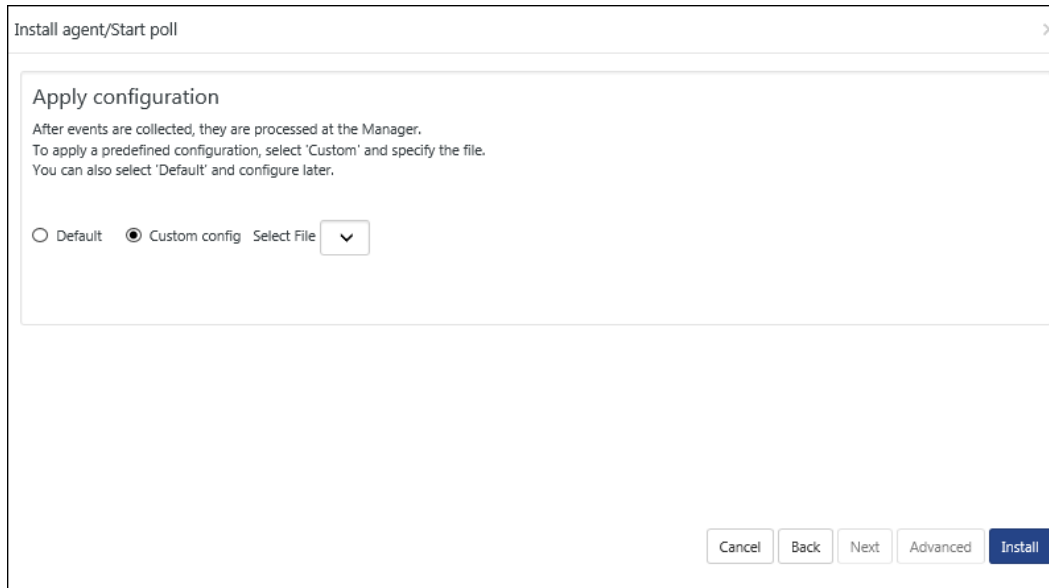 Install agent/Start poll
Apply configuration
After events are collected, they are processed at the Manager.
To apply a predefined configuration, select 'Custom' and specify the file.
You can also select 'Default' and configure later.
Default Custom config Select File
Cancel Back Next Advanced Install